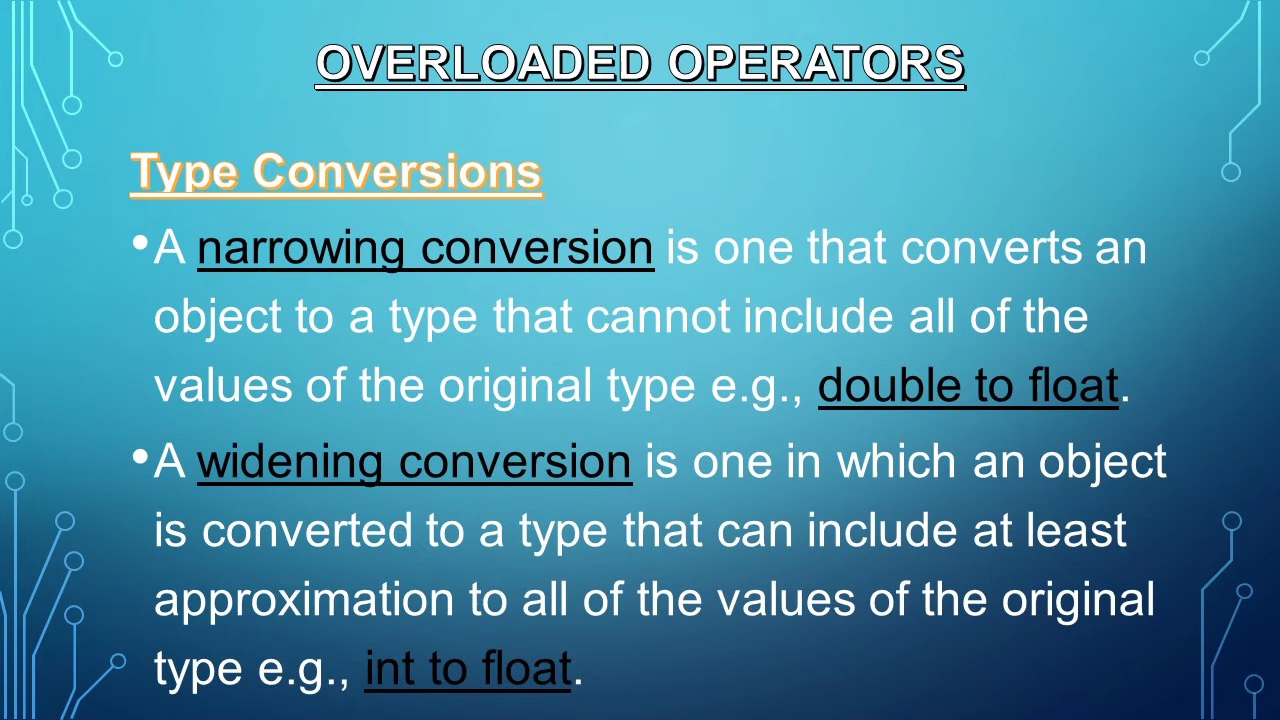 OVERLOADED OPERATORS
Type Conversions
•A narrowing conversion is one that converts an
object to a type that cannot include all of the
values of the original type e.g., double to float.
•A widening conversion is one in which an object
is converted to a type that can include at least
approximation to all of the values of the original
type e.g., int to float.